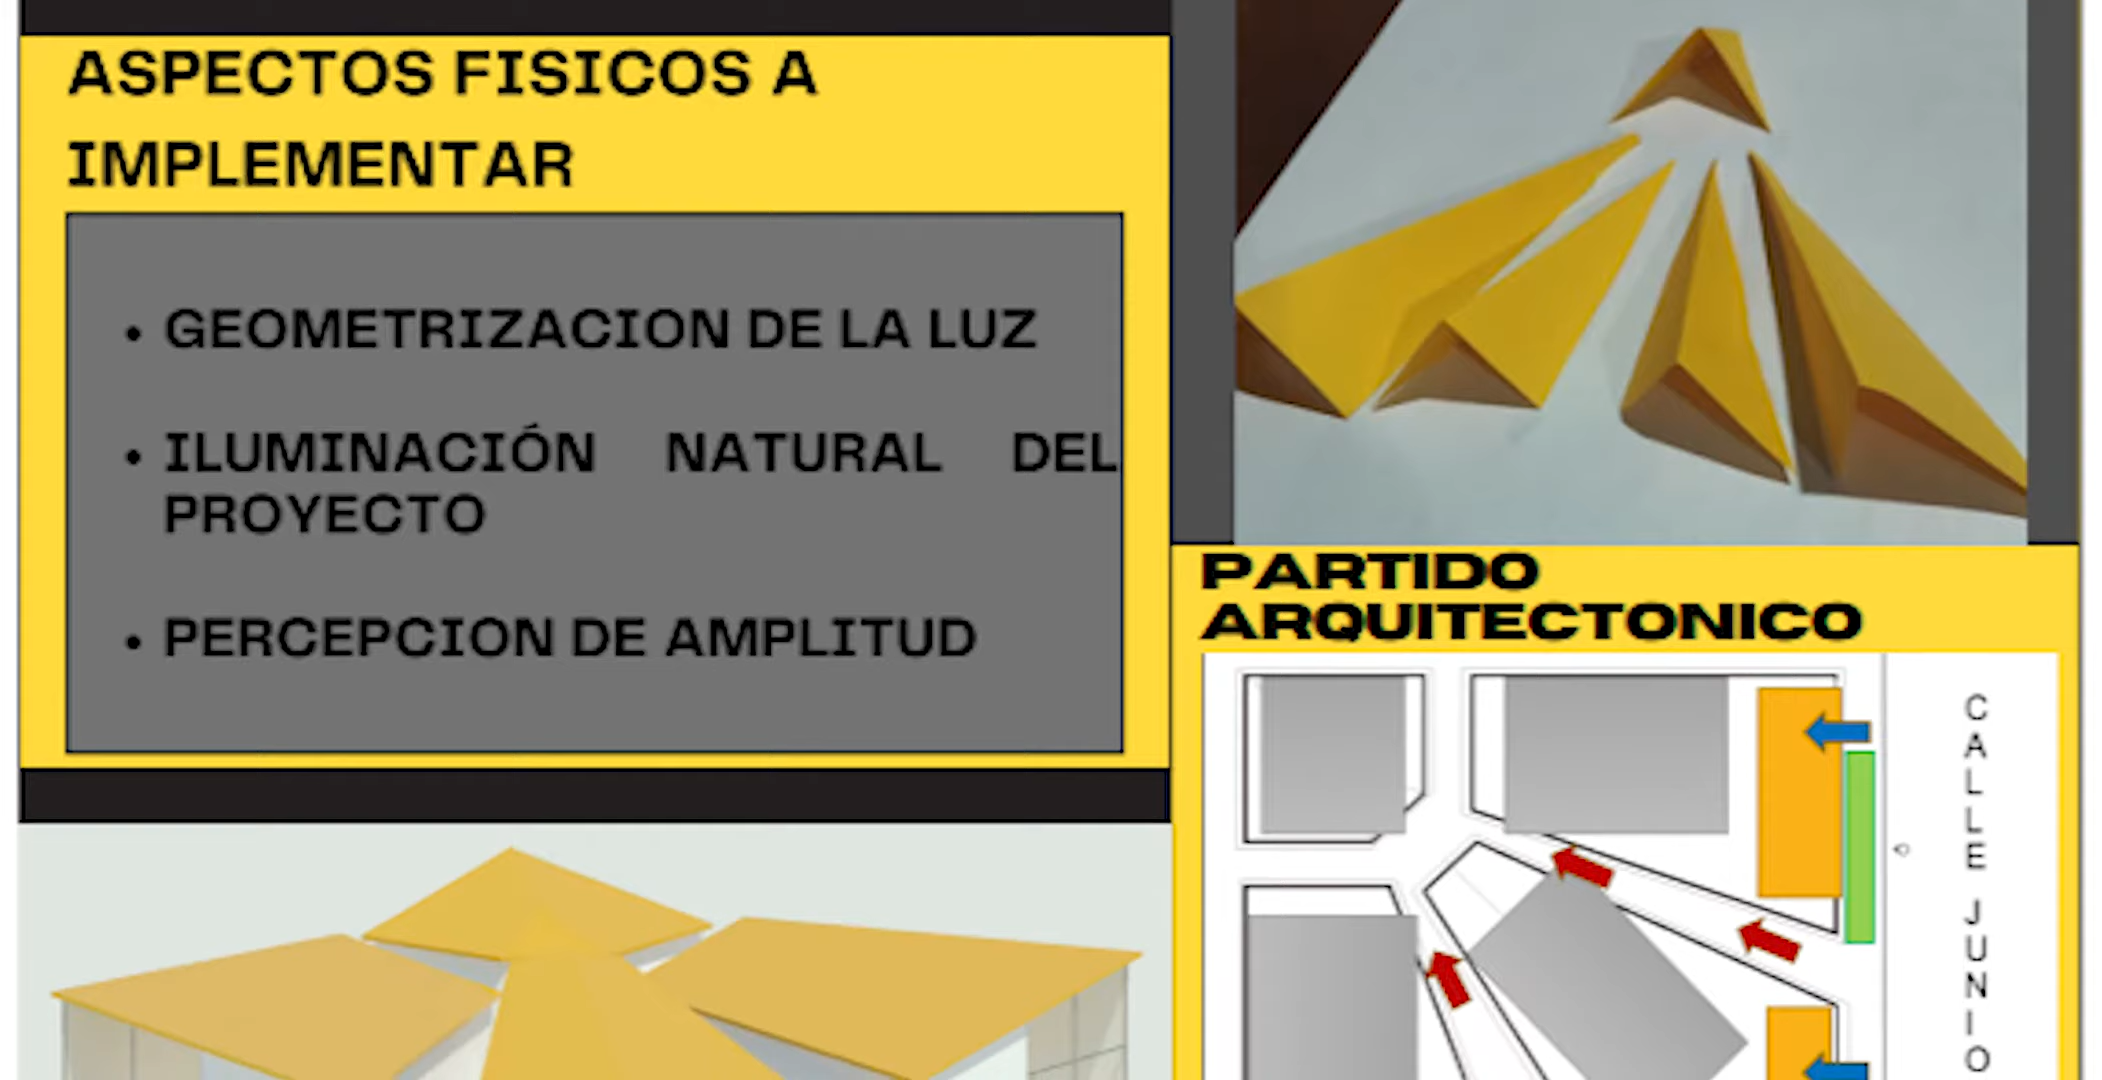 ASPECTOS FISICOS A
IMPLEMENTAR
• GEOMETRIZACION DE LA LUZ
• ILUMINACIÓN NATURAL DEL
PROYECTO
• PERCEPCION DE AMPLITUD
PARTIDO
ARQUITECTONICO
CALLE JUNIO